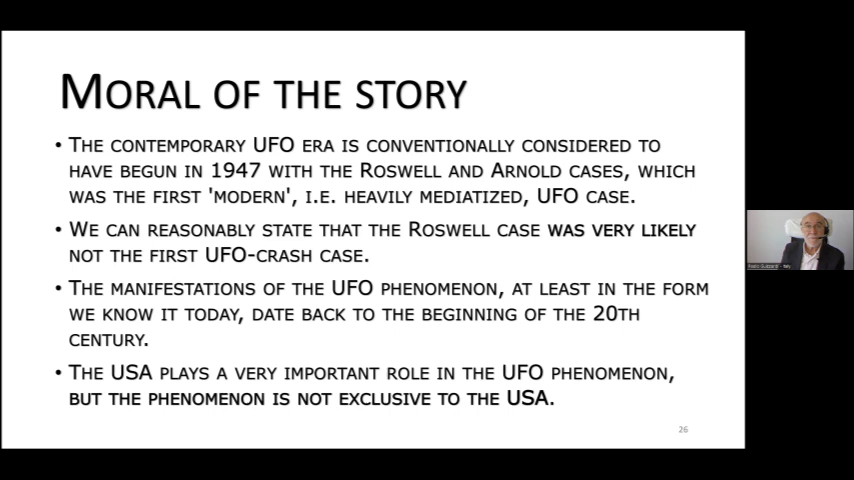 MORAL OF THE STORY
• THE CONTEMPORARY UFO ERA IS CONVENTIONALLY CONSIDERED TO
HAVE BEGUN IN 1947 WITH THE ROSWELL AND ARNOLD CASES, WHICH
WAS THE FIRST 'MODERN', I.E. HEAVILY MEDIATIZED, UFO CASE.
• WE CAN REASONABLY STATE THAT THE ROSWELL CASE WAS VERY LIKELY
NOT THE FIRST UFO-CRASH CASE.
• THE MANIFESTATIONS OF THE UFO PHENOMENON, AT LEAST IN THE FORM
WE KNOW IT TODAY, DATE BACK TO THE BEGINNING OF THE 20TH
CENTURY.
• THE USA PLAYS A VERY IMPORTANT ROLE IN THE UFO PHENOMENON,
BUT THE PHENOMENON IS NOT EXCLUSIVE TO THE USA.
26